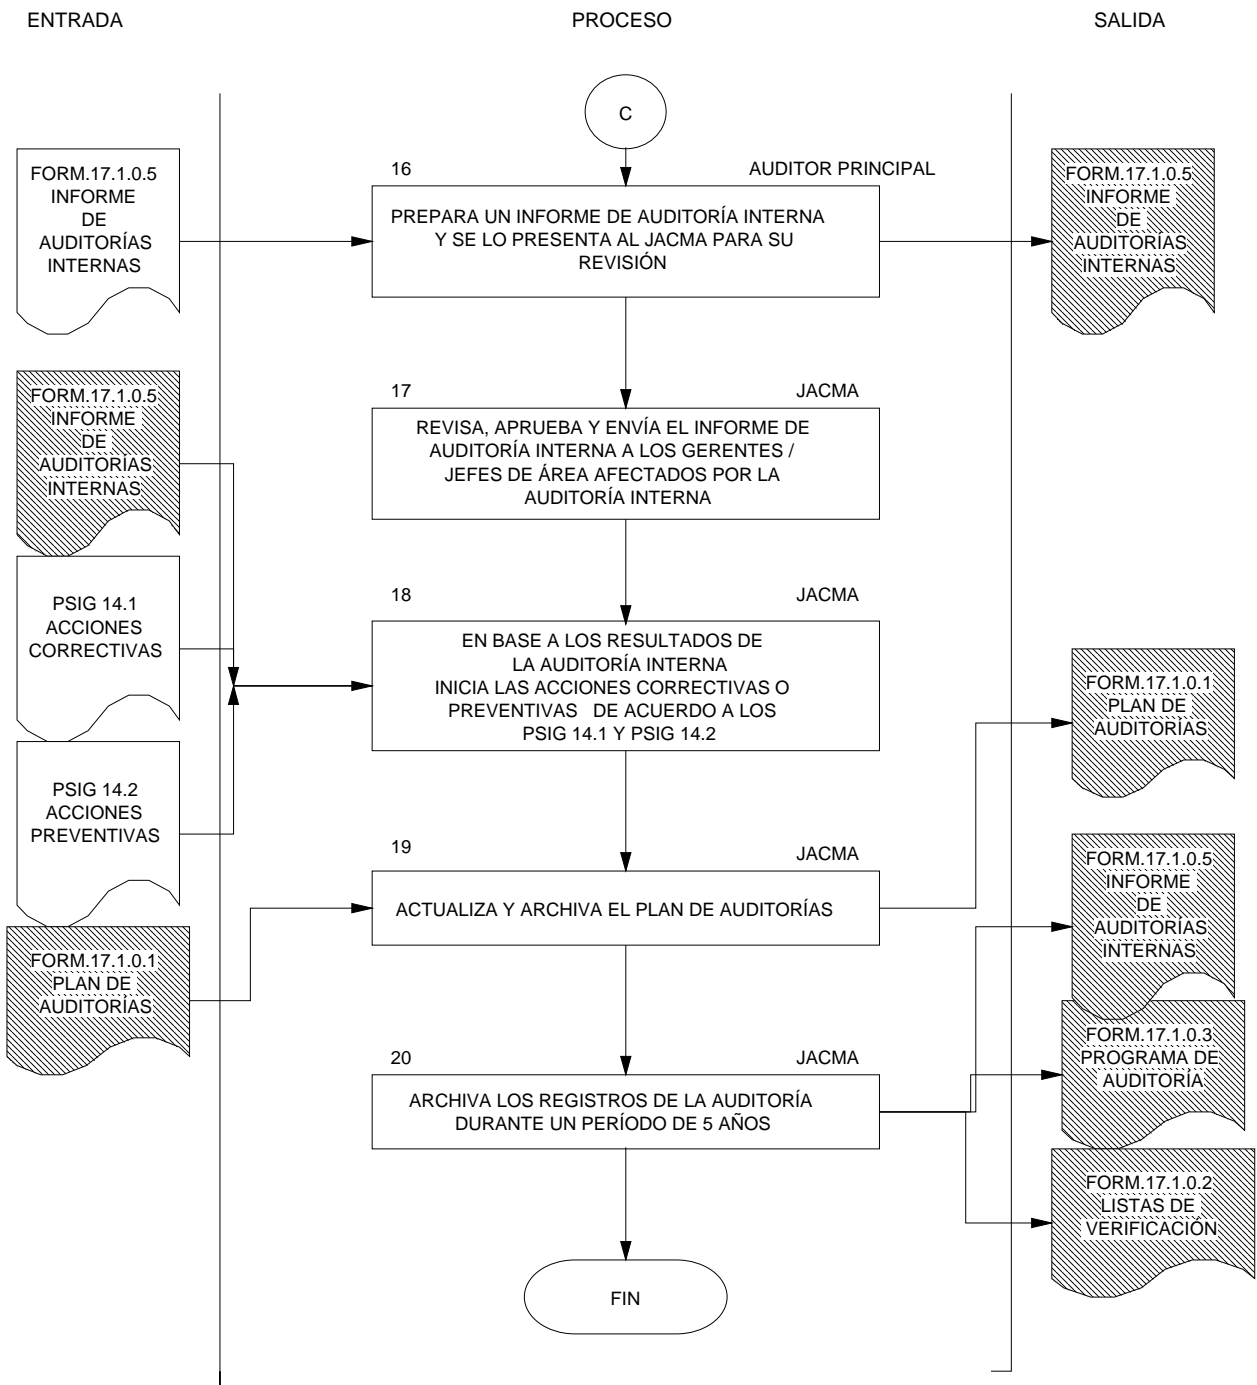 ENTRADA
PROCESO
SALIDA
C
FORM.17.1.0.5
INFORME
DE
AUDITORÍAS
INTERNAS
16
AUDITOR PRINCIPAL
PREPARA UN INFORME DE AUDITORÍA INTERNA
Y SE LO PRESENTA AL JACMA PARA SU
REVISIÓN
FORM.17.1.0.5
INFORME
DE
AUDITORÍAS
INTERNAS
FORM.17.1.0.5
INFORME
DE
AUDITORÍAS
INTERNAS
17
JACMA
REVISA, APRUEBA Y ENVÍA EL INFORME DE
AUDITORÍA INTERNA A LOS GERENTES /
JEFES DE ÁREA AFECTADOS POR LA
AUDITORÍA INTERNA
PSIG 14.1
ACCIONES
CORRECTIVAS
18
JACMA
EN BASE A LOS RESULTADOS DE
LA AUDITORÍA INTERNA
INICIA LAS ACCIONES CORRECTIVAS O
PREVENTIVAS DE ACUERDO A LOS
PSIG 14.1 Y PSIG 14.2
FORM.17.1.0.1
PLAN DE
AUDITORÍAS
PSIG 14.2
ACCIONES
PREVENTIVAS
19
JACMA
ACTUALIZA Y ARCHIVA EL PLAN DE AUDITORÍAS
FORM.17.1.0.5
INFORME
DE
AUDITORÍAS
INTERNAS
FORM.17.1.0.1
PLAN DE
AUDITORÍAS
20
JACMA
ARCHIVA LOS REGISTROS DE LA AUDITORÍA
DURANTE UN PERÍODO DE 5 AÑOS
FORM.17.1.0.3
PROGRAMA DE
AUDITORÍA
FORM.17.1.0.2
LISTAS DE
VERIFICACIÓN
FIN